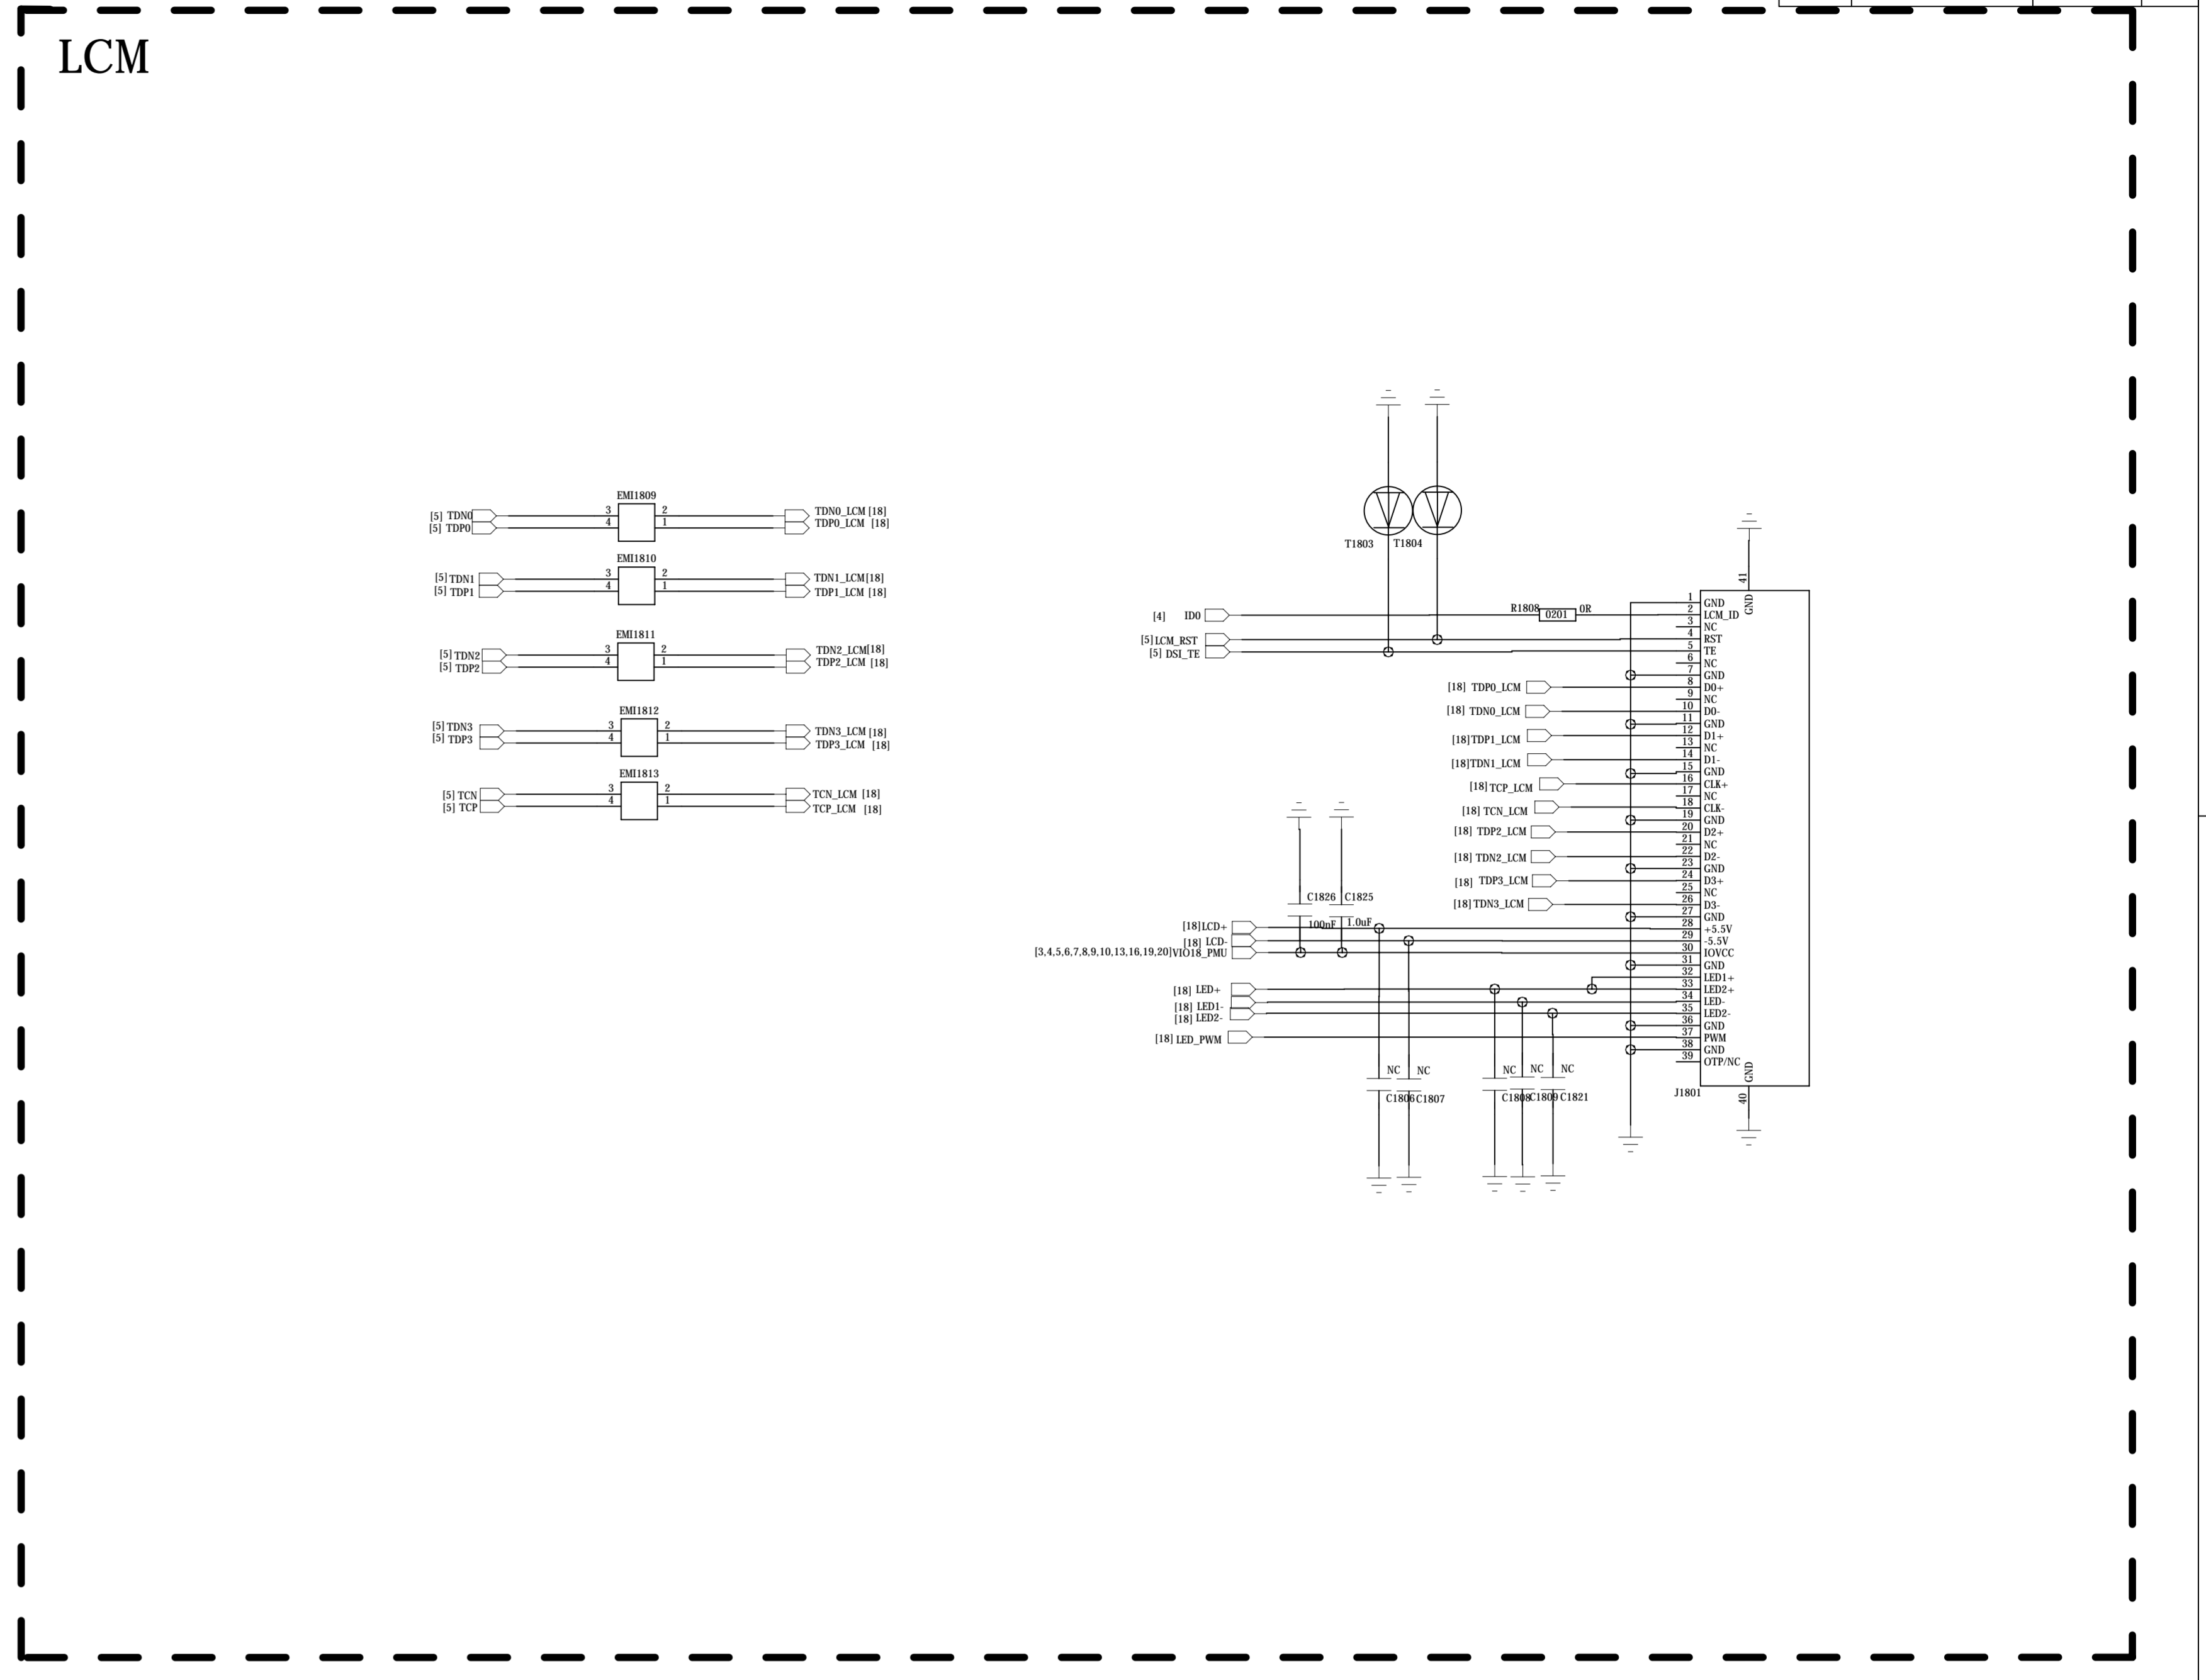 LCM
EMI1809
[5] TDN0 3 2 TDN0_LCM [18]
[5] TDP0 4 1 TDP0_LCM [18]
EMI1810
[5] TDN1 3 2 TDN1_LCM [18]
[5] TDP1 4 1 TDP1_LCM [18]
EMI1811
[5] TDN2 3 2 TDN2_LCM [18]
[5] TDP2 4 1 TDP2_LCM [18]
EMI1812
[5] TDN3 3 2 TDN3_LCM [18]
[5] TDP3 4 1 TDP3_LCM [18]
EMI1813
[5] TCN 3 2 TCN_LCM [18]
[5] TCP 4 1 TCP_LCM [18]
T1803 T1804
41 GND
1 GND
[4] ID0 R1808 0201 0R 2 LCM_ID
3 NC
[5] LCM_RST 4 RST
[5] DSI_TE 5 TE
6 NC
7 GND
[18] TDP0_LCM 8 D0+
9 NC
[18] TDN0_LCM 10 D0-
11 GND
[18] TDP1_LCM 12 D1+
13 NC
[18] TDN1_LCM 14 D1-
15 GND
[18] TCP_LCM 16 CLK+
17 NC
[18] TCN_LCM 18 CLK-
19 GND
[18] TDP2_LCM 20 D2+
21 NC
[18] TDN2_LCM 22 D2-
23 GND
[18] TDP3_LCM 24 D3+
25 NC
[18] TDN3_LCM 26 D3-
27 GND
C1826 C1825
100nF 1.0uF
[18] LCD+ 28 +5.5V
[18] LCD- 29 -5.5V
[3,4,5,6,7,8,9,10,13,16,19,20] VIO18_PMU 30 IOVCC
31 GND
32 LED1+
[18] LED+ 33 LED2+
[18] LED1- 34 LED-
[18] LED2- 35 LED2-
36 GND
[18] LED_PWM 37 PWM
38 GND
39 OTP/NC
NC NC NC NC NC
C1806 C1807 C1808 C1809 C1821
J1801
40 GND